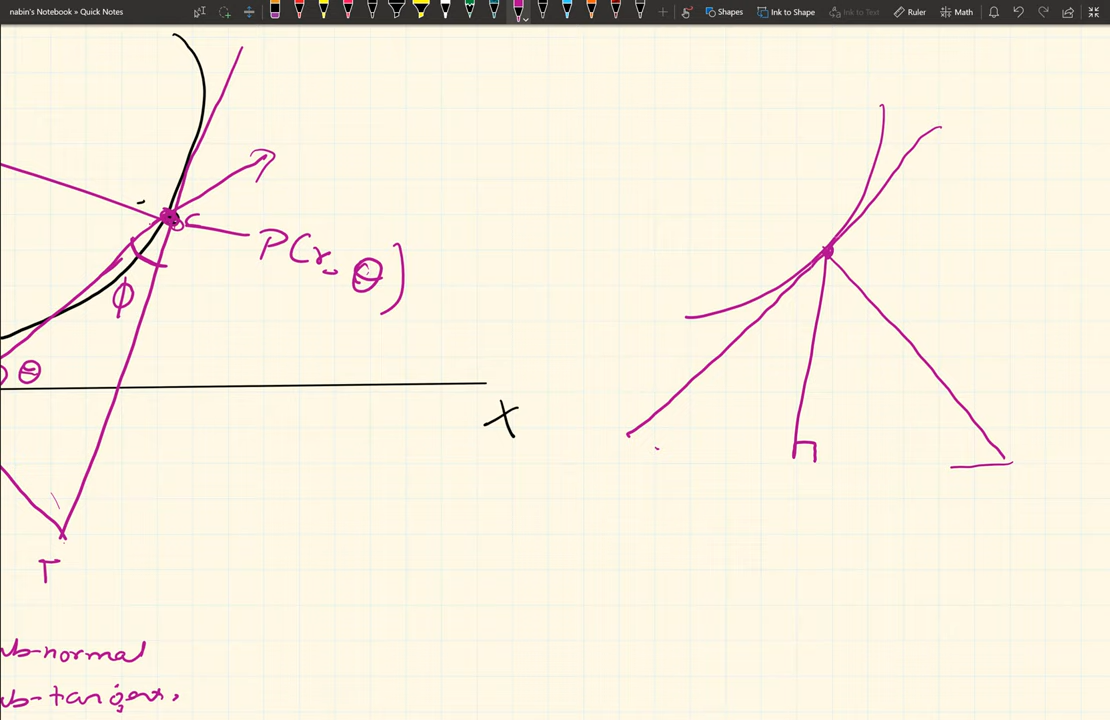 nabin's Notebook » Quick Notes
Shapes
Ink to Shape
Ink to Text
Ruler
Math
P(r, θ)
ϕ
θ
X
T
ub-normal
ub-tangent,